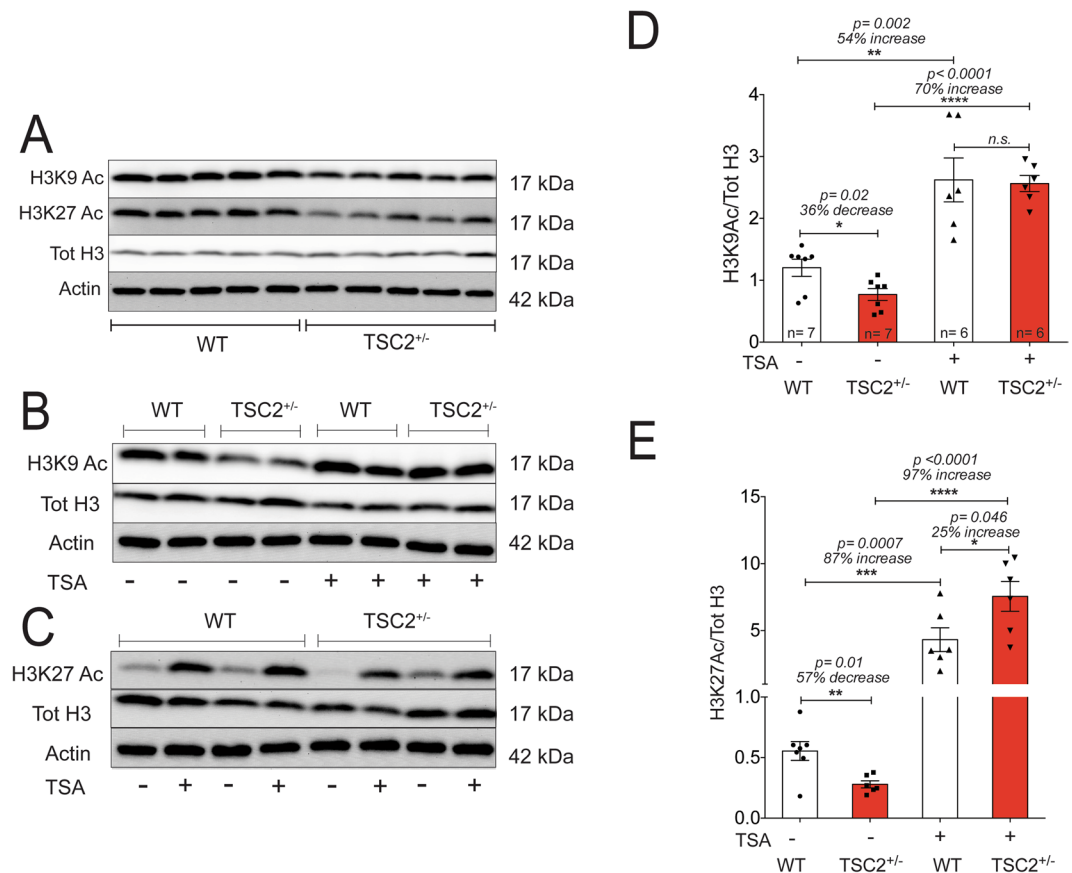 A
H3K9 Ac
17 kDa
H3K27 Ac
17 kDa
Tot H3
17 kDa
Actin
42 kDa
WT TSC2+/-
B
WT TSC2+/- WT TSC2+/-
H3K9 Ac
17 kDa
Tot H3
17 kDa
Actin
42 kDa
TSA - - - - + + + +
C
WT TSC2+/-
H3K27 Ac
17 kDa
Tot H3
17 kDa
Actin
42 kDa
TSA - + - + - + - +
D
p= 0.002
54% increase
**
p< 0.0001
70% increase
****
n.s.
p= 0.02
36% decrease
*
H3K9Ac/Tot H3
4
3
2
1
0
n= 7 n= 7 n= 6 n= 6
TSA - - + +
WT TSC2+/- WT TSC2+/-
E
p <0.0001
97% increase
****
p= 0.046
25% increase
*
p= 0.0007
87% increase
***
p= 0.01
57% decrease
**
H3K27Ac/Tot H3
15
10
5
1.0
0.5
0.0
TSA - - + +
WT TSC2+/- WT TSC2+/-